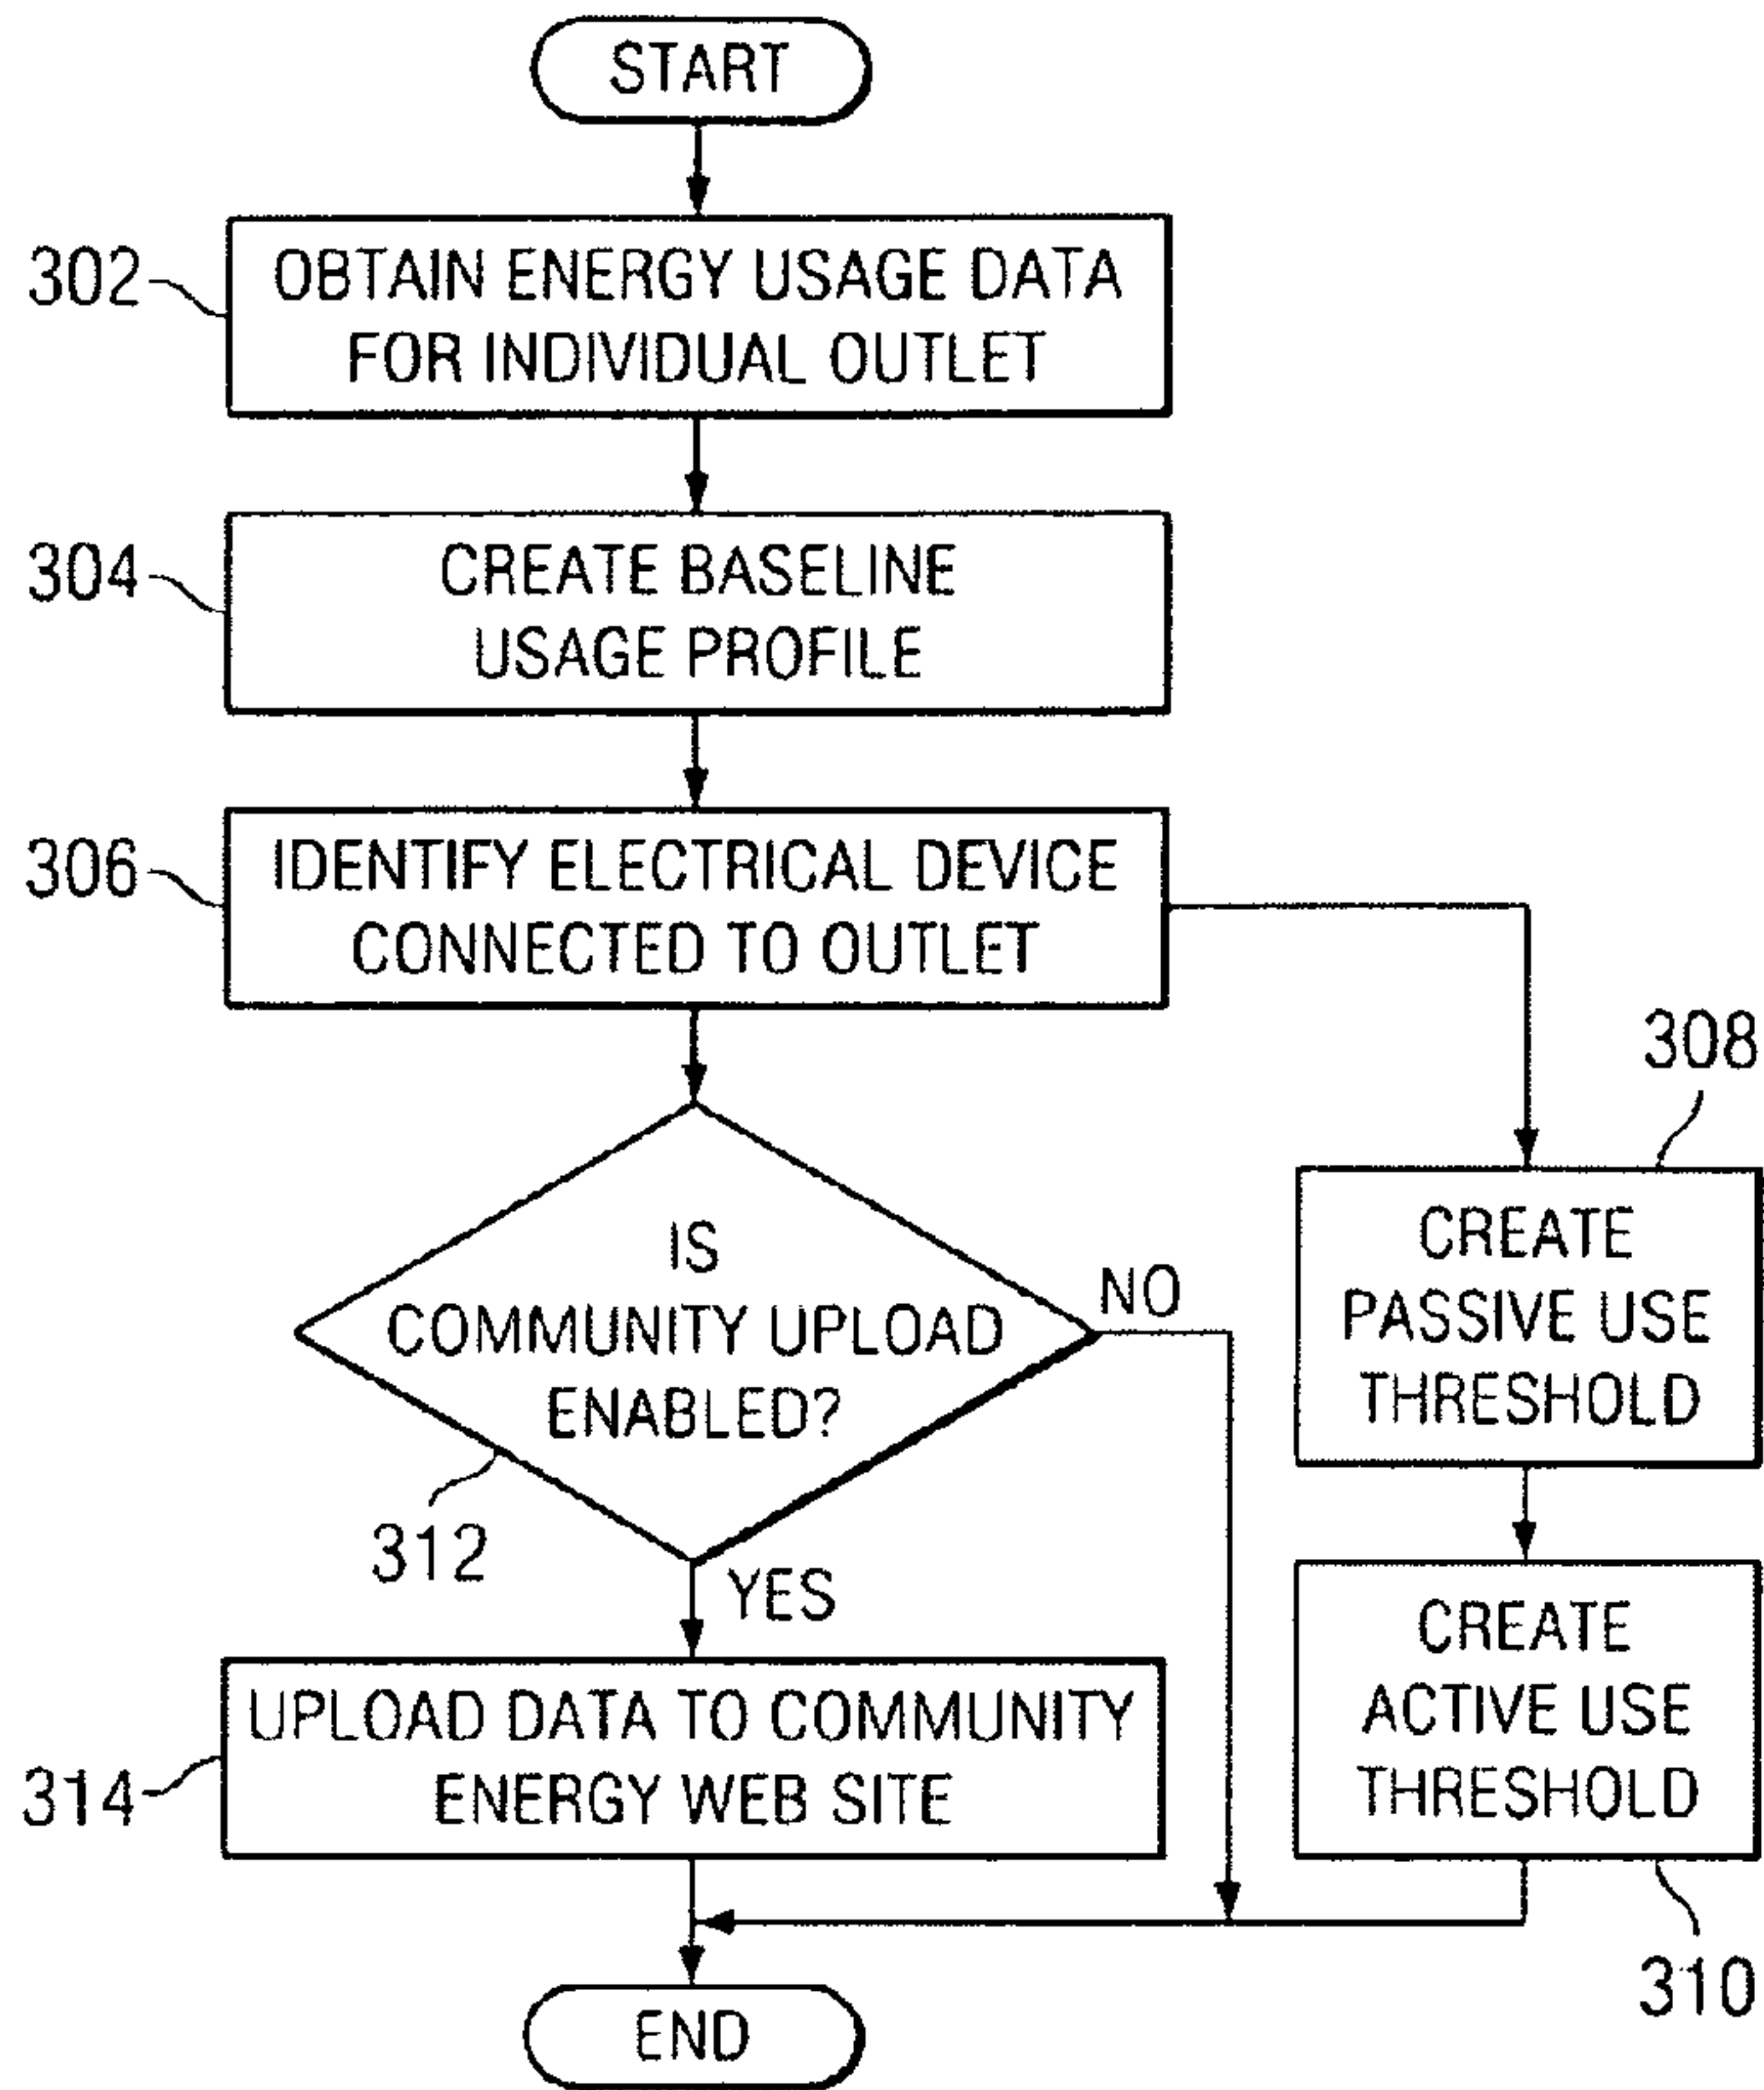 START
302
OBTAIN ENERGY USAGE DATA
FOR INDIVIDUAL OUTLET
304
CREATE BASELINE
USAGE PROFILE
306
IDENTIFY ELECTRICAL DEVICE
CONNECTED TO OUTLET
308
CREATE
PASSIVE USE
THRESHOLD
IS
COMMUNITY UPLOAD
ENABLED?
NO
312
YES
CREATE
ACTIVE USE
THRESHOLD
310
314
UPLOAD DATA TO COMMUNITY
ENERGY WEB SITE
END